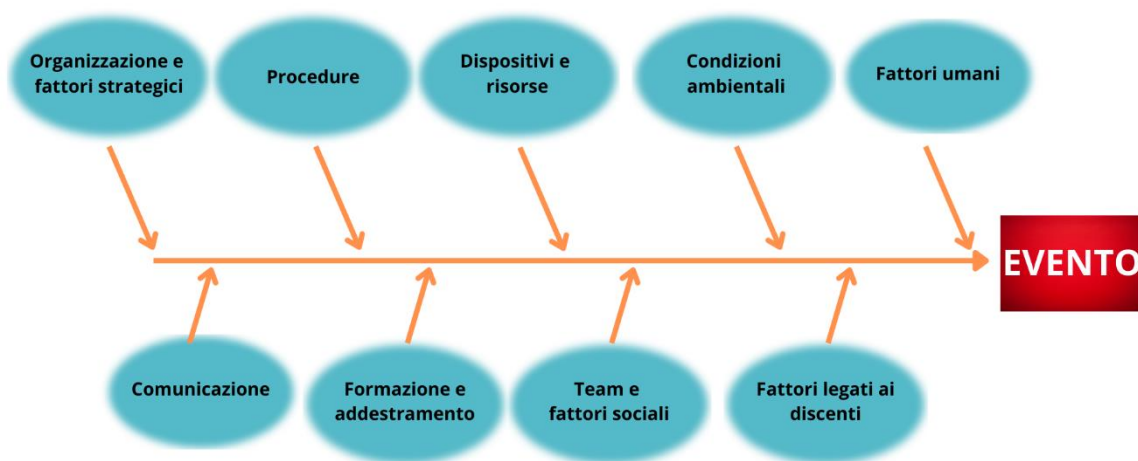 Organizzazione e
fattori strategici
Procedure
Dispositivi e
risorse
Condizioni
ambientali
Fattori umani
EVENTO
Comunicazione
Formazione e
addestramento
Team e
fattori sociali
Fattori legati ai
discenti